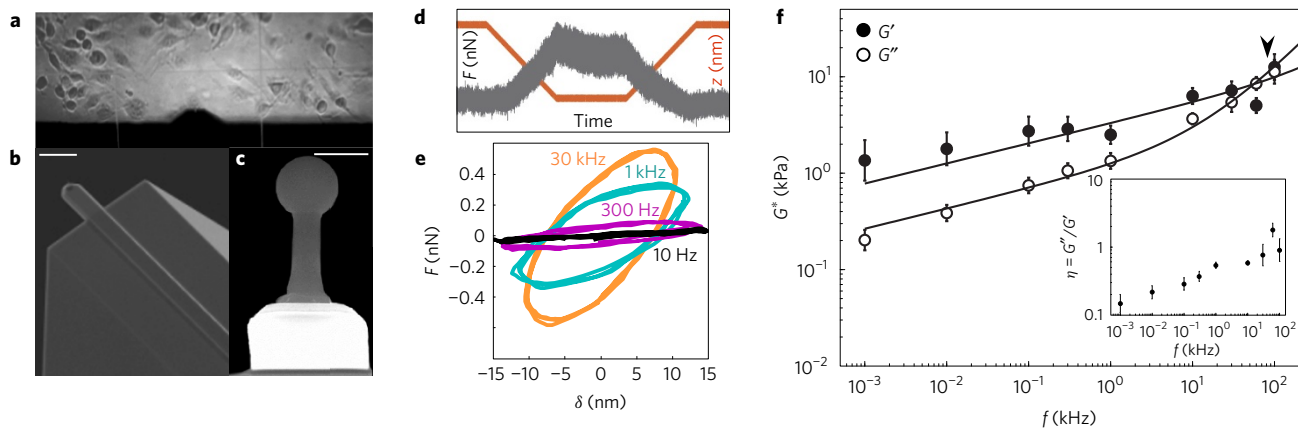 a
b
c
d
F (nN)
z (nm)
Time
e
30 kHz
1 kHz
300 Hz
10 Hz
0.4
0.2
0
−0.2
−0.4
F (nN)
−15 −10 −5 0 5 10 15
δ (nm)
f
G′
G″
10¹
10⁰
10⁻¹
10⁻²
G* (kPa)
10⁻³ 10⁻² 10⁻¹ 10⁰ 10¹ 10²
f (kHz)
10
1
0.1
η = G″/G′
10⁻³ 10⁻² 10⁻¹ 10⁰ 10¹ 10²
f (kHz)